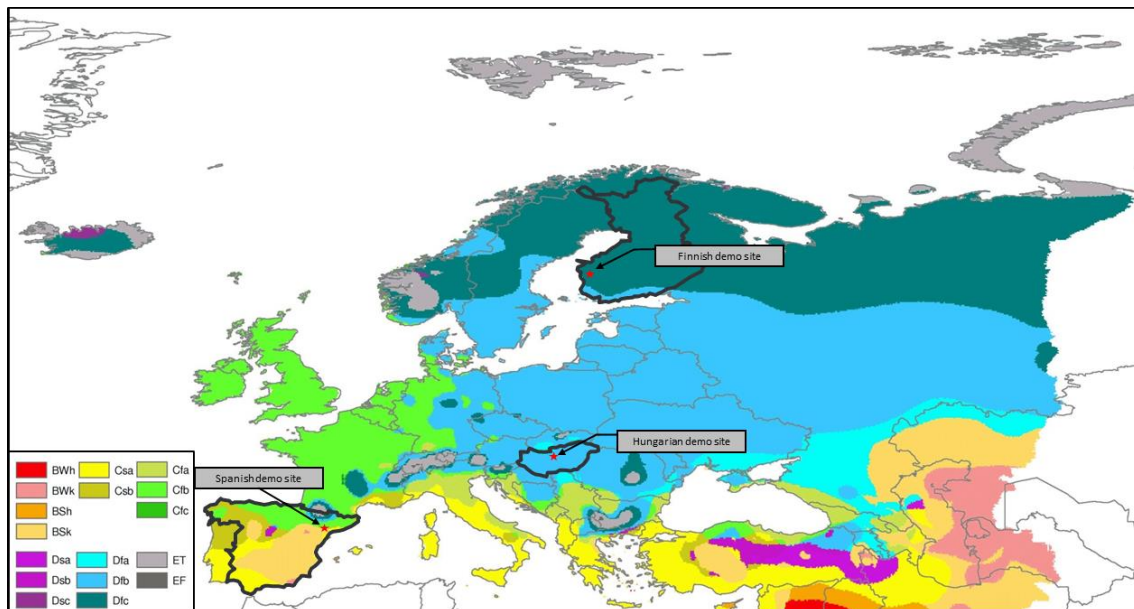 Finnish demo site
Hungarian demo site
Spanish demo site
BWh Csa Cfa
BWk Csb Cfb
BSh Cfc
BSk
Dsa Dfa ET
Dsb Dfb EF
Dsc Dfc